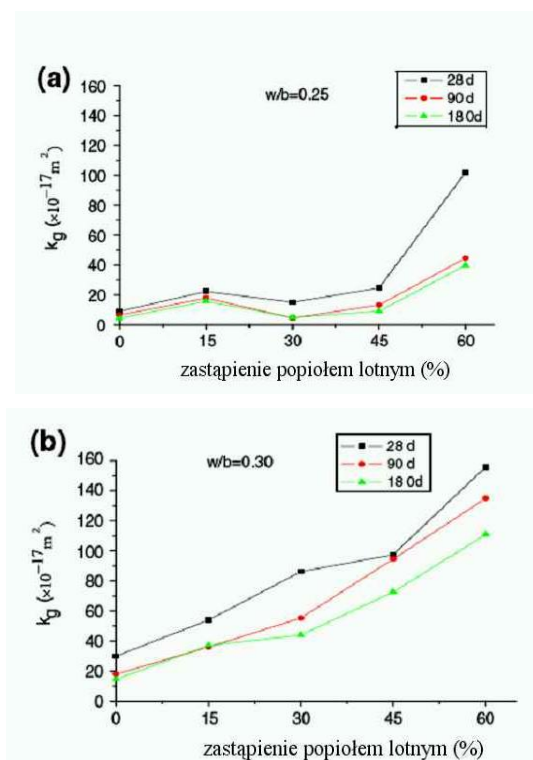 (a)
w/b=0.25
28 d
90 d
18 0d
kg (×10⁻¹⁷m²)
160
140
120
100
80
60
40
20
0
0 15 30 45 60
zastąpienie popiołem lotnym (%)
(b)
w/b=0.30
28 d
90 d
18 0d
kg (×10⁻¹⁷m²)
160
140
120
100
80
60
40
20
0
0 15 30 45 60
zastąpienie popiołem lotnym (%)